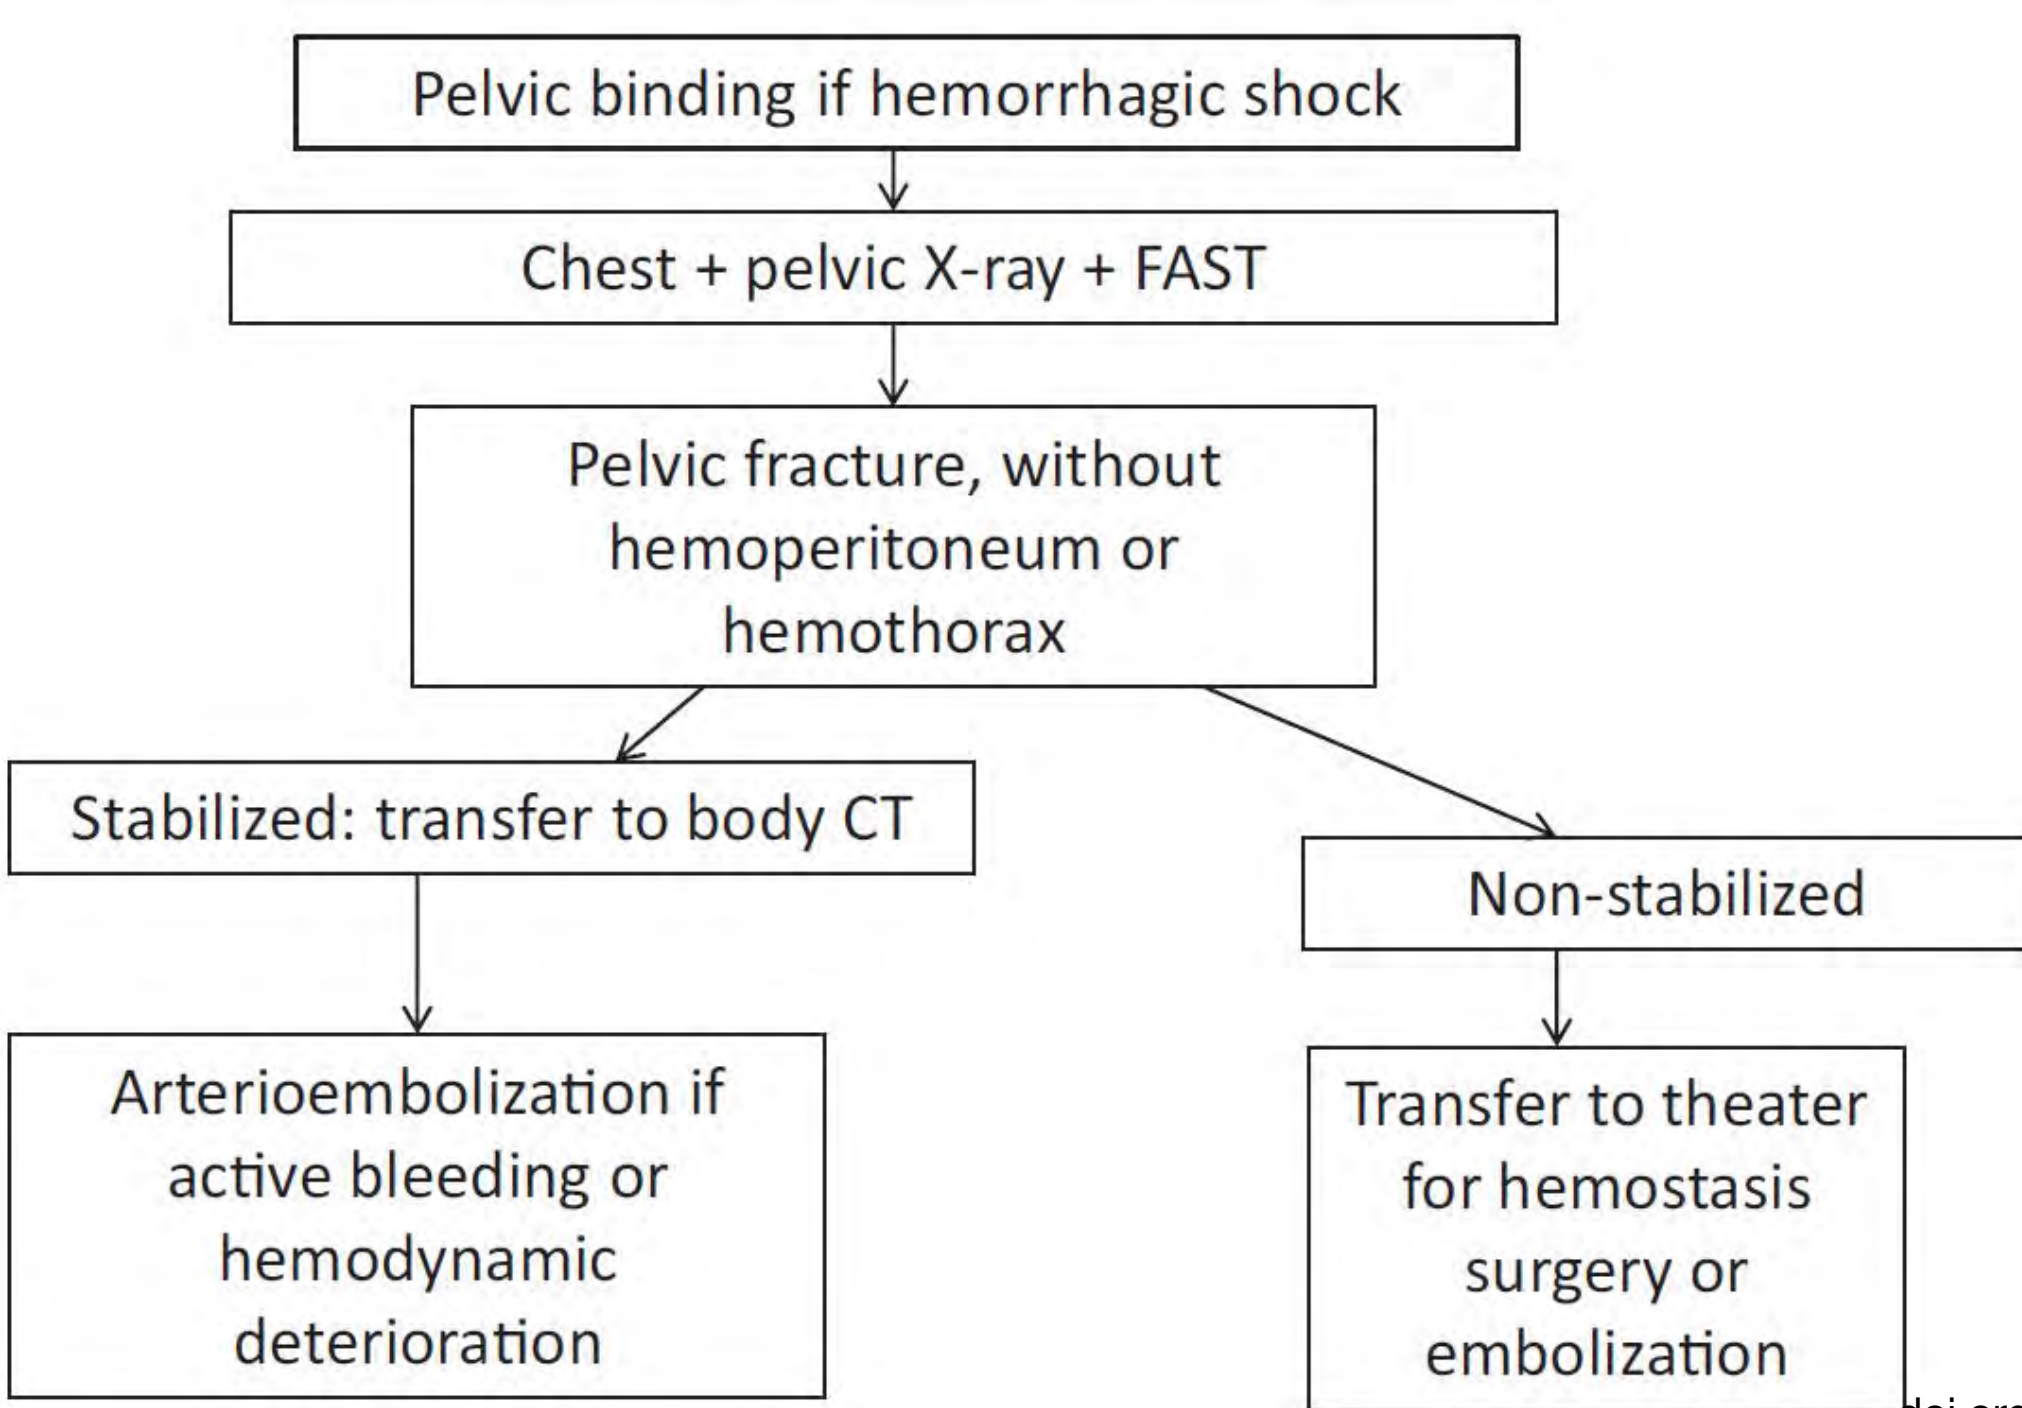 Pelvic binding if hemorrhagic shock
Chest + pelvic X-ray + FAST
Pelvic fracture, without
hemoperitoneum or
hemothorax
Stabilized: transfer to body CT
Non-stabilized
Arterioembolization if
active bleeding or
hemodynamic
deterioration
Transfer to theater
for hemostasis
surgery or
embolization